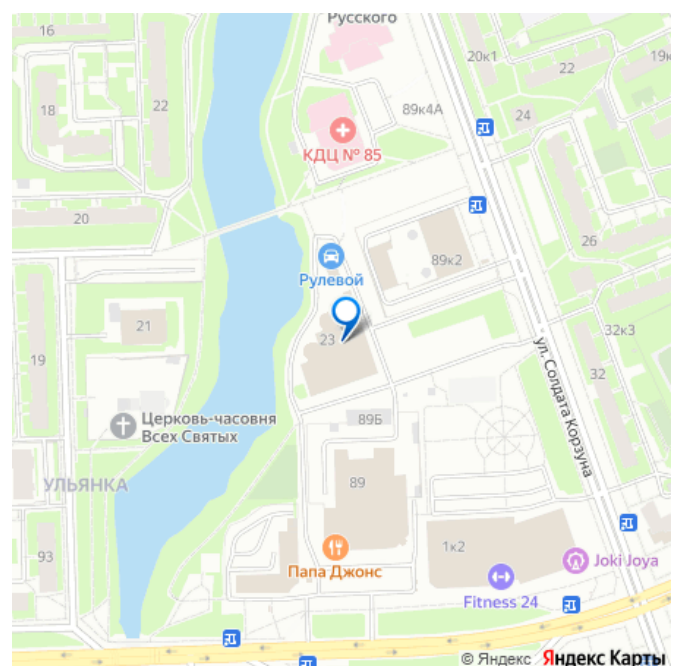 Русского
16
20к1
22
19к
18
22
89к4А
24
КДЦ № 85
20
26
89к2
Рулевой
21
23
32к3
19
32
ул. Солдата Корзуна
Церковь-часовня
Всех Святых
89Б
УЛЬЯНКА
89
93
1к2
Папа Джонс
Joki Joya
Fitness 24
© Яндекс Яндекс Карты